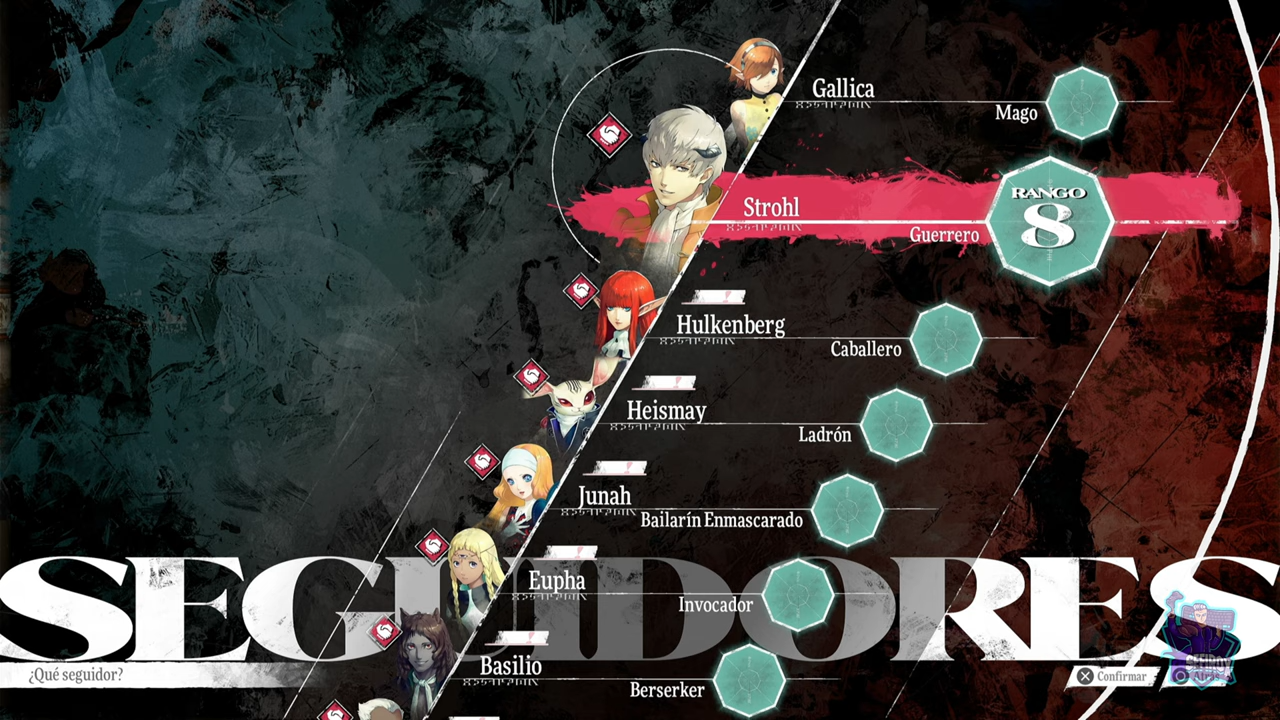 Gallica
Mago
Strohl
Guerrero
RANGO
8
Hulkenberg
Caballero
Heismay
Ladrón
Junah
Bailarín Enmascarado
Eupha
Invocador
Basilio
Berserker
SEGUIDORES
¿Qué seguidor?
Confirmar
Atrás